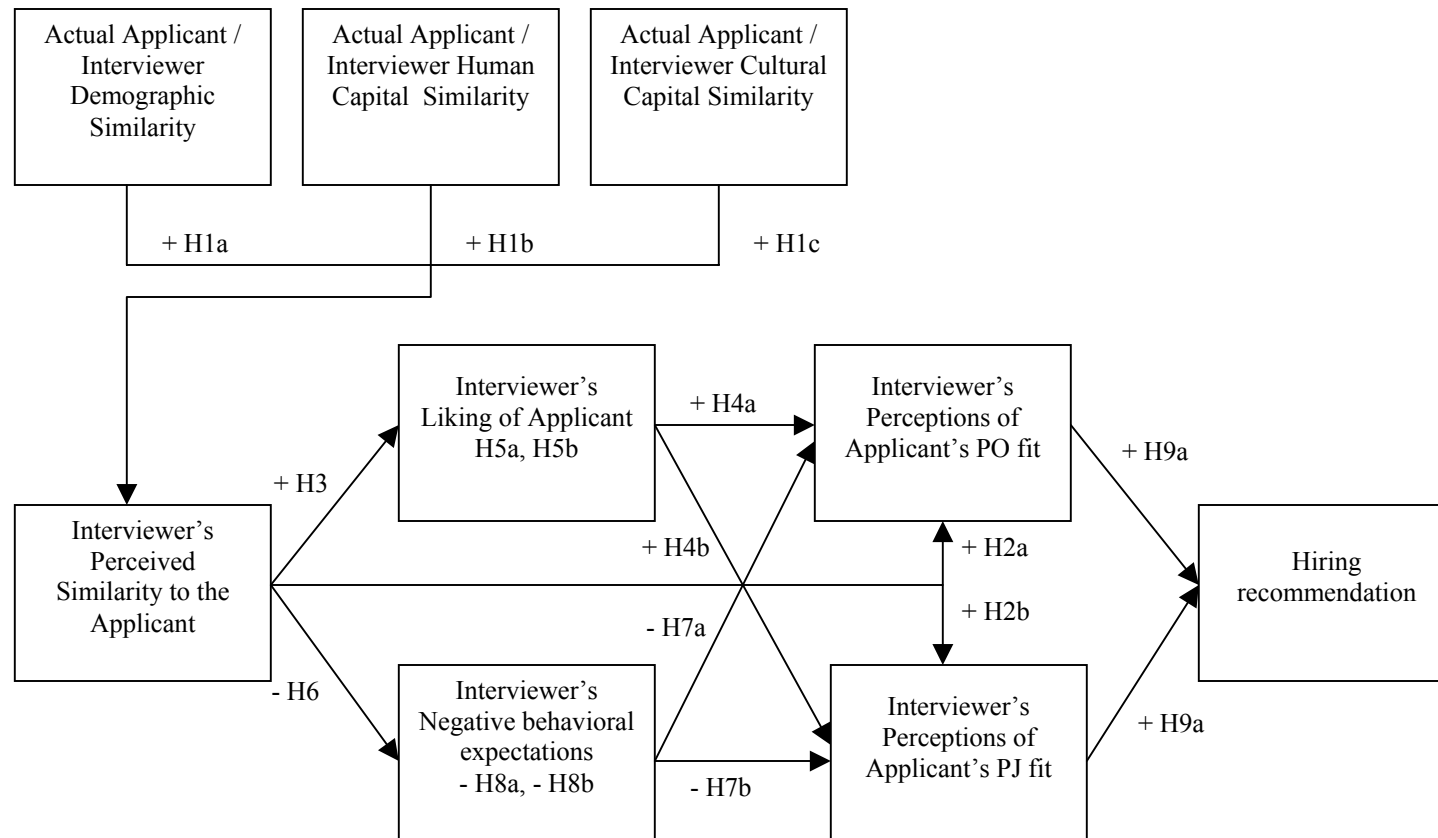 Actual Applicant /
Interviewer
Demographic
Similarity
Actual Applicant /
Interviewer Human
Capital  Similarity
Actual Applicant /
Interviewer Cultural
Capital Similarity
+ H1a
+ H1b
+ H1c
Interviewer’s
Liking of Applicant
H5a, H5b
+ H4a
Interviewer’s
Perceptions of
Applicant’s PO fit
+ H9a
+ H3
Interviewer’s
Perceived
Similarity to the
Applicant
+ H4b
+ H2a
Hiring
recommendation
+ H2b
- H7a
- H6
Interviewer’s
Negative behavioral
expectations
- H8a, - H8b
- H7b
Interviewer’s
Perceptions of
Applicant’s PJ fit
+ H9a